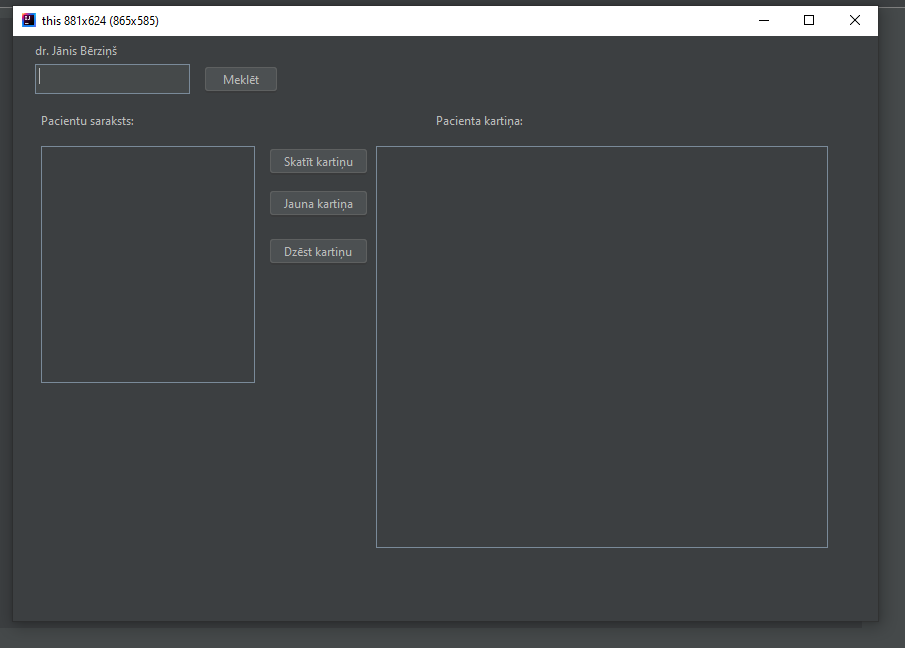 this 881x624 (865x585)
dr. Jānis Bērziņš
Meklēt
Pacientu saraksts:
Pacienta kartiņa:
Skatīt kartiņu
Jauna kartiņa
Dzēst kartiņu